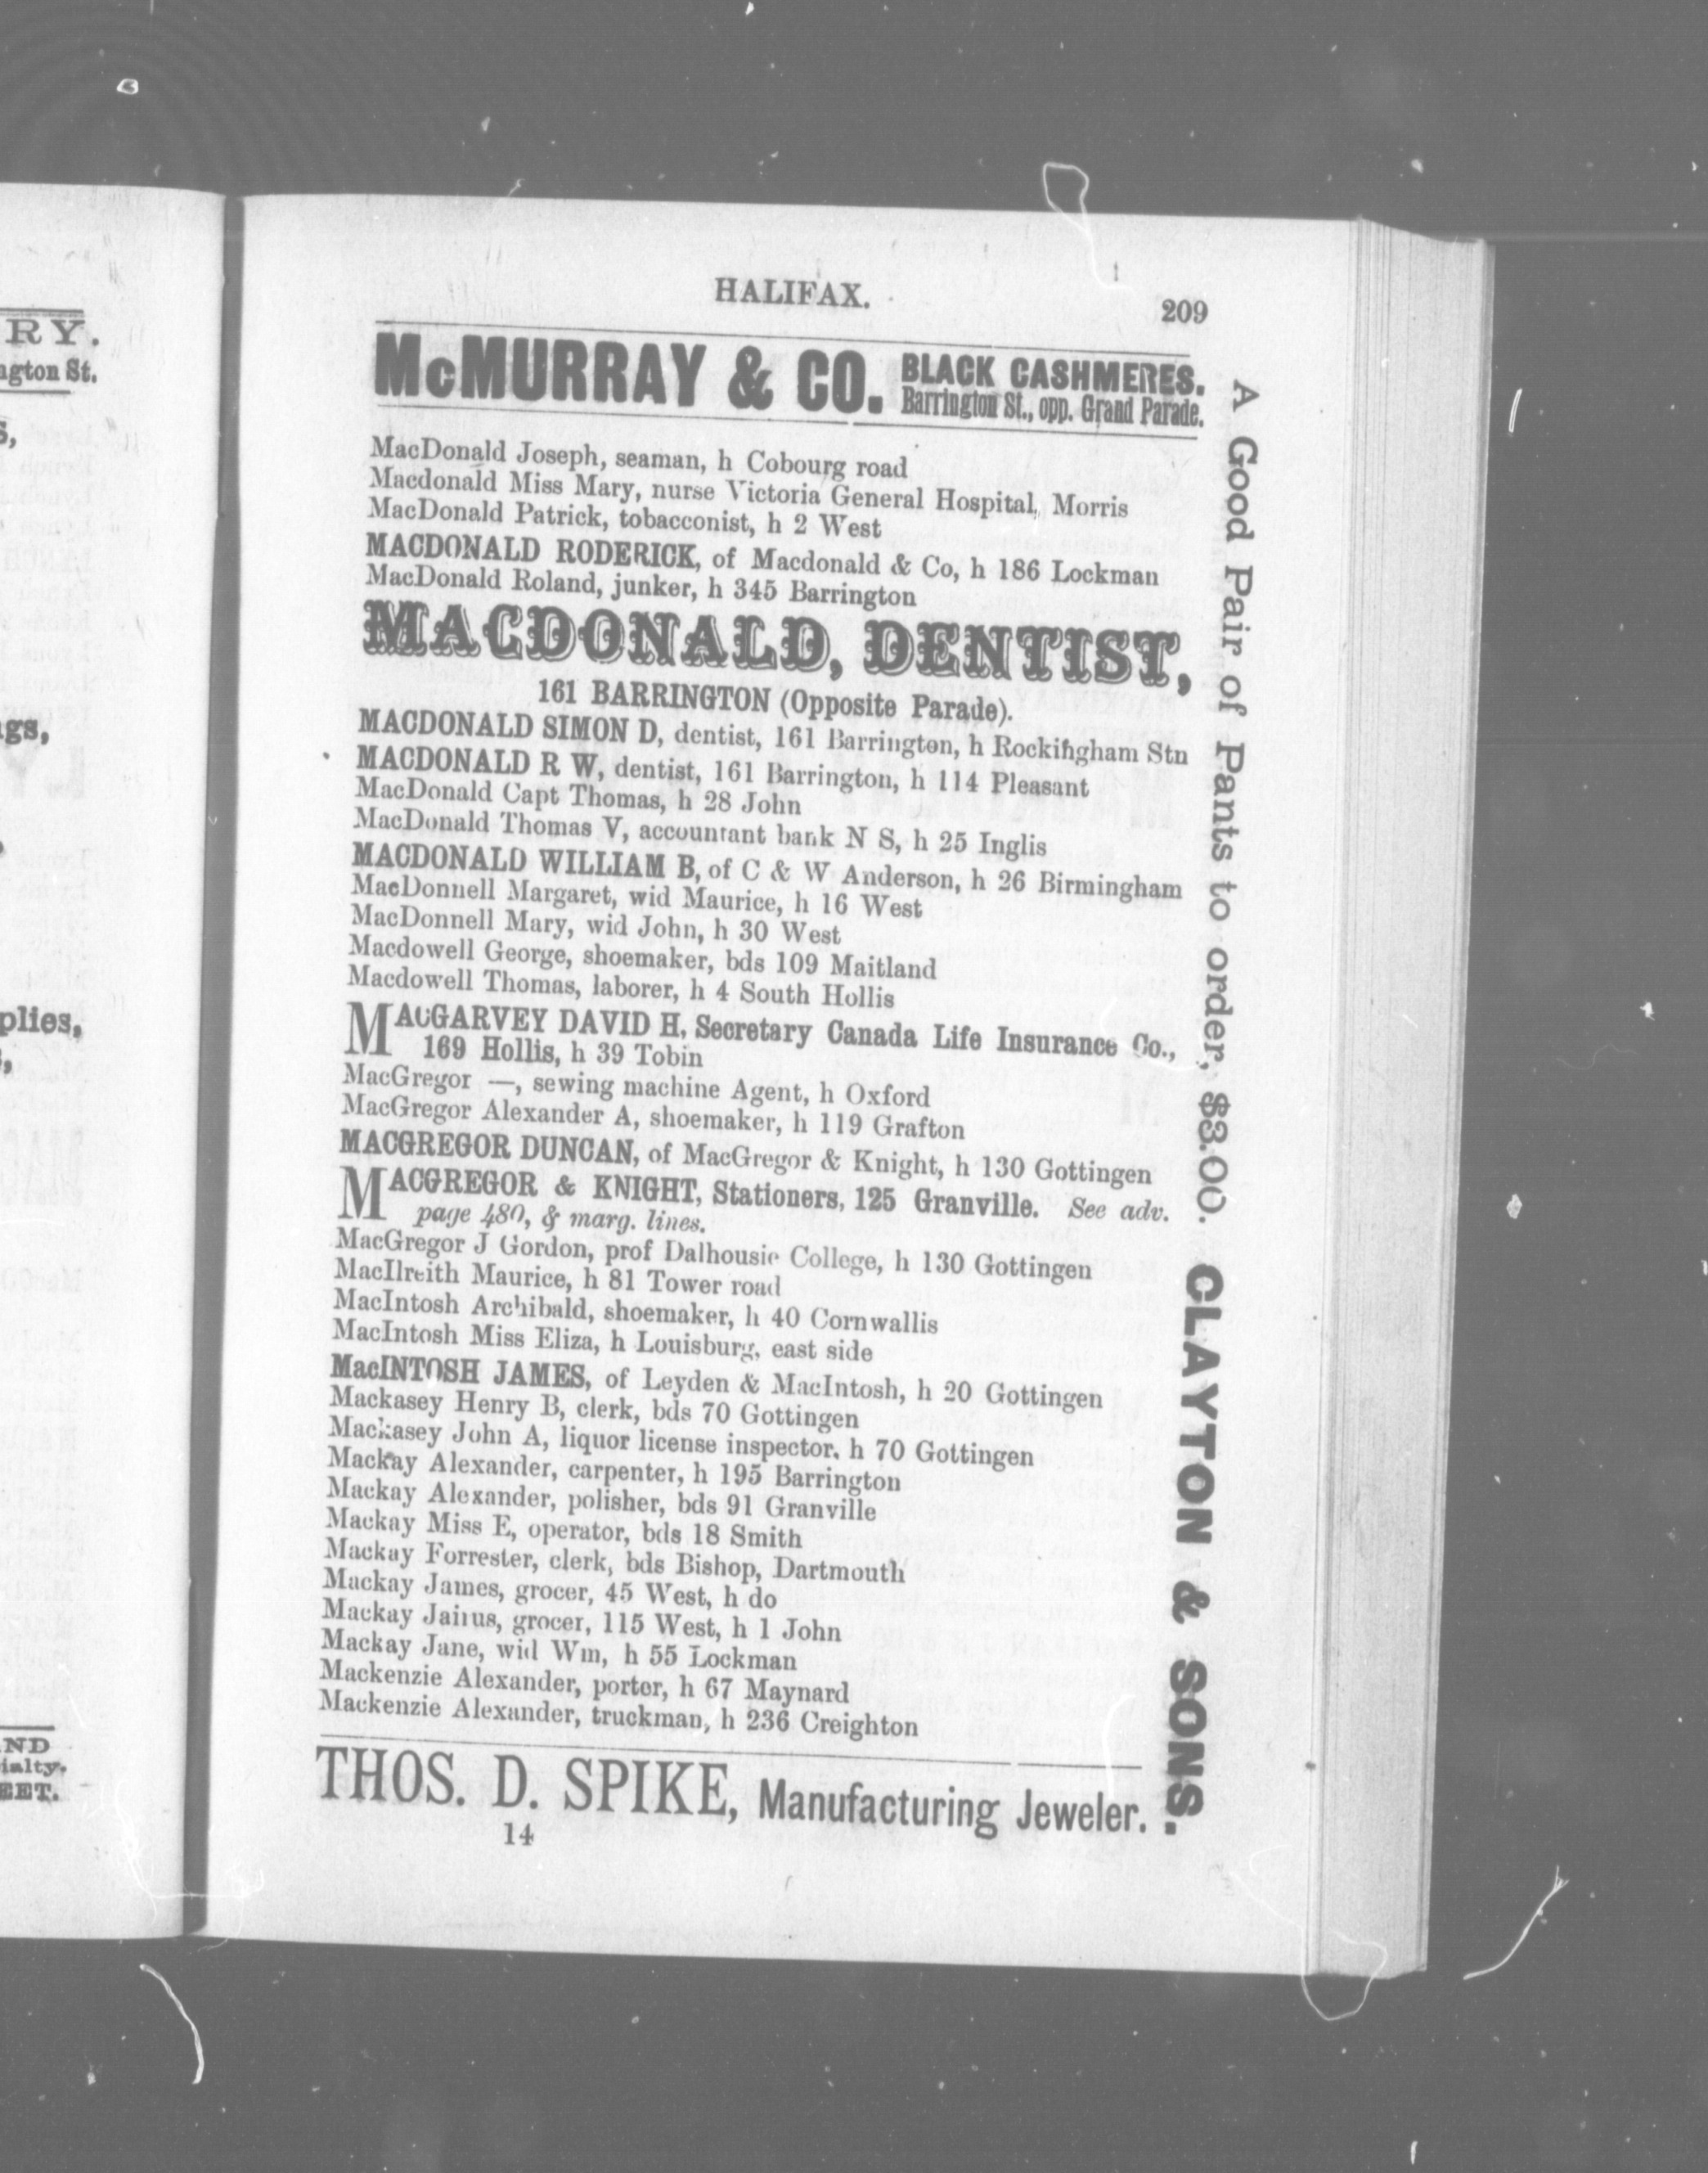 RY.
ngton St.
S,
gs,
plies,
ND
ialty.
EET.
HALIFAX.
209
McMURRAY & CO. BLACK CASHMERES.
Barrington St., opp. Grand Parade.
MacDonald Joseph, seaman, h Cobourg road
Macdonald Miss Mary, nurse Victoria General Hospital, Morris
MacDonald Patrick, tobacconist, h 2 West
MACDONALD RODERICK, of Macdonald & Co, h 186 Lockman
MacDonald Roland, junker, h 345 Barrington
MACDONALD, DENTIST,
161 BARRINGTON (Opposite Parade).
MACDONALD SIMON D, dentist, 161 Barrington, h Rockingham Stn
MACDONALD R W, dentist, 161 Barrington, h 114 Pleasant
MacDonald Capt Thomas, h 28 John
MacDonald Thomas V, accountant bank N S, h 25 Inglis
MACDONALD WILLIAM B, of C & W Anderson, h 26 Birmingham
MacDonnell Margaret, wid Maurice, h 16 West
MacDonnell Mary, wid John, h 30 West
Macdowell George, shoemaker, bds 109 Maitland
Macdowell Thomas, laborer, h 4 South Hollis
MACGARVEY DAVID H, Secretary Canada Life Insurance Co.,
169 Hollis, h 39 Tobin
MacGregor —, sewing machine Agent, h Oxford
MacGregor Alexander A, shoemaker, h 119 Grafton
MACGREGOR DUNCAN, of MacGregor & Knight, h 130 Gottingen
MACGREGOR & KNIGHT, Stationers, 125 Granville. See adv.
page 480, & marg. lines.
MacGregor J Gordon, prof Dalhousie College, h 130 Gottingen
MacIlreith Maurice, h 81 Tower road
MacIntosh Archibald, shoemaker, h 40 Cornwallis
MacIntosh Miss Eliza, h Louisburg, east side
MacINTOSH JAMES, of Leyden & MacIntosh, h 20 Gottingen
Mackasey Henry B, clerk, bds 70 Gottingen
Mackasey John A, liquor license inspector, h 70 Gottingen
Mackay Alexander, carpenter, h 195 Barrington
Mackay Alexander, polisher, bds 91 Granville
Mackay Miss E, operator, bds 18 Smith
Mackay Forrester, clerk, bds Bishop, Dartmouth
Mackay James, grocer, 45 West, h do
Mackay Jairus, grocer, 115 West, h 1 John
Mackay Jane, wid Wm, h 55 Lockman
Mackenzie Alexander, porter, h 67 Maynard
Mackenzie Alexander, truckman, h 236 Creighton
THOS. D. SPIKE, Manufacturing Jeweler.
14
A Good Pair of Pants to order, $3.00. CLAYTON & SONS.